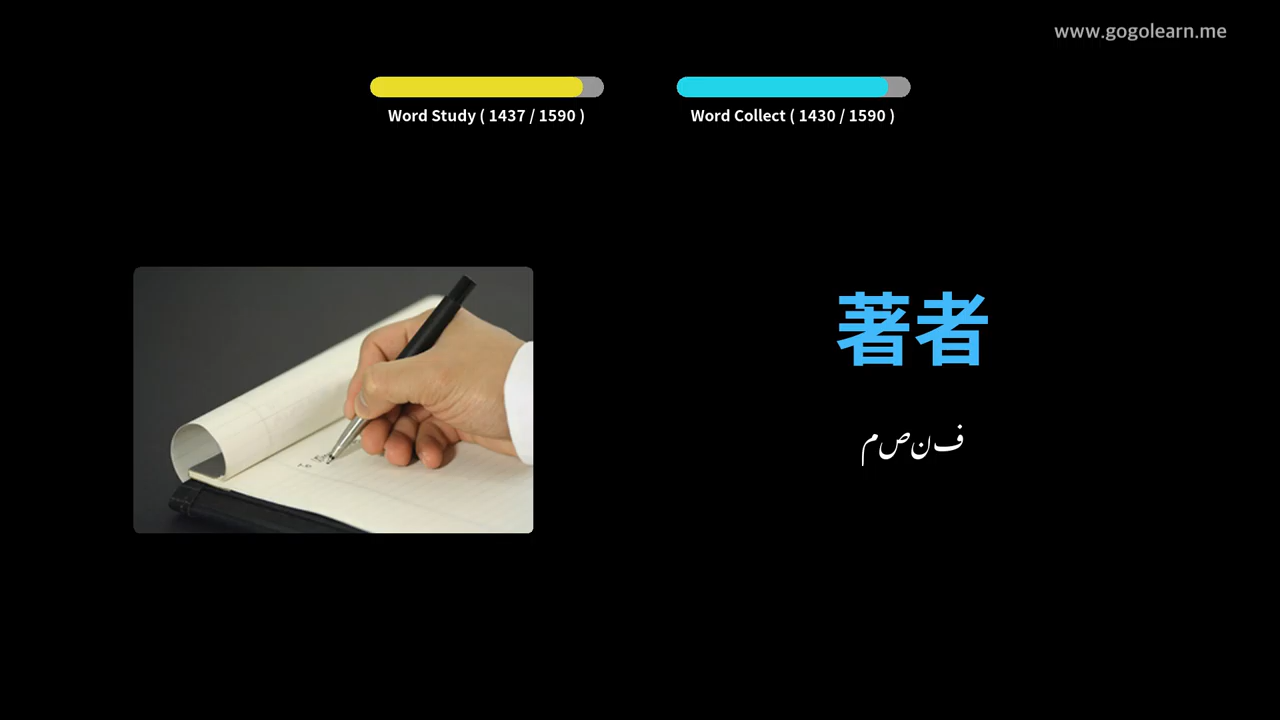 www.gogolearn.me
Word Study ( 1437 / 1590 )
Word Collect ( 1430 / 1590 )
著者
مصنف